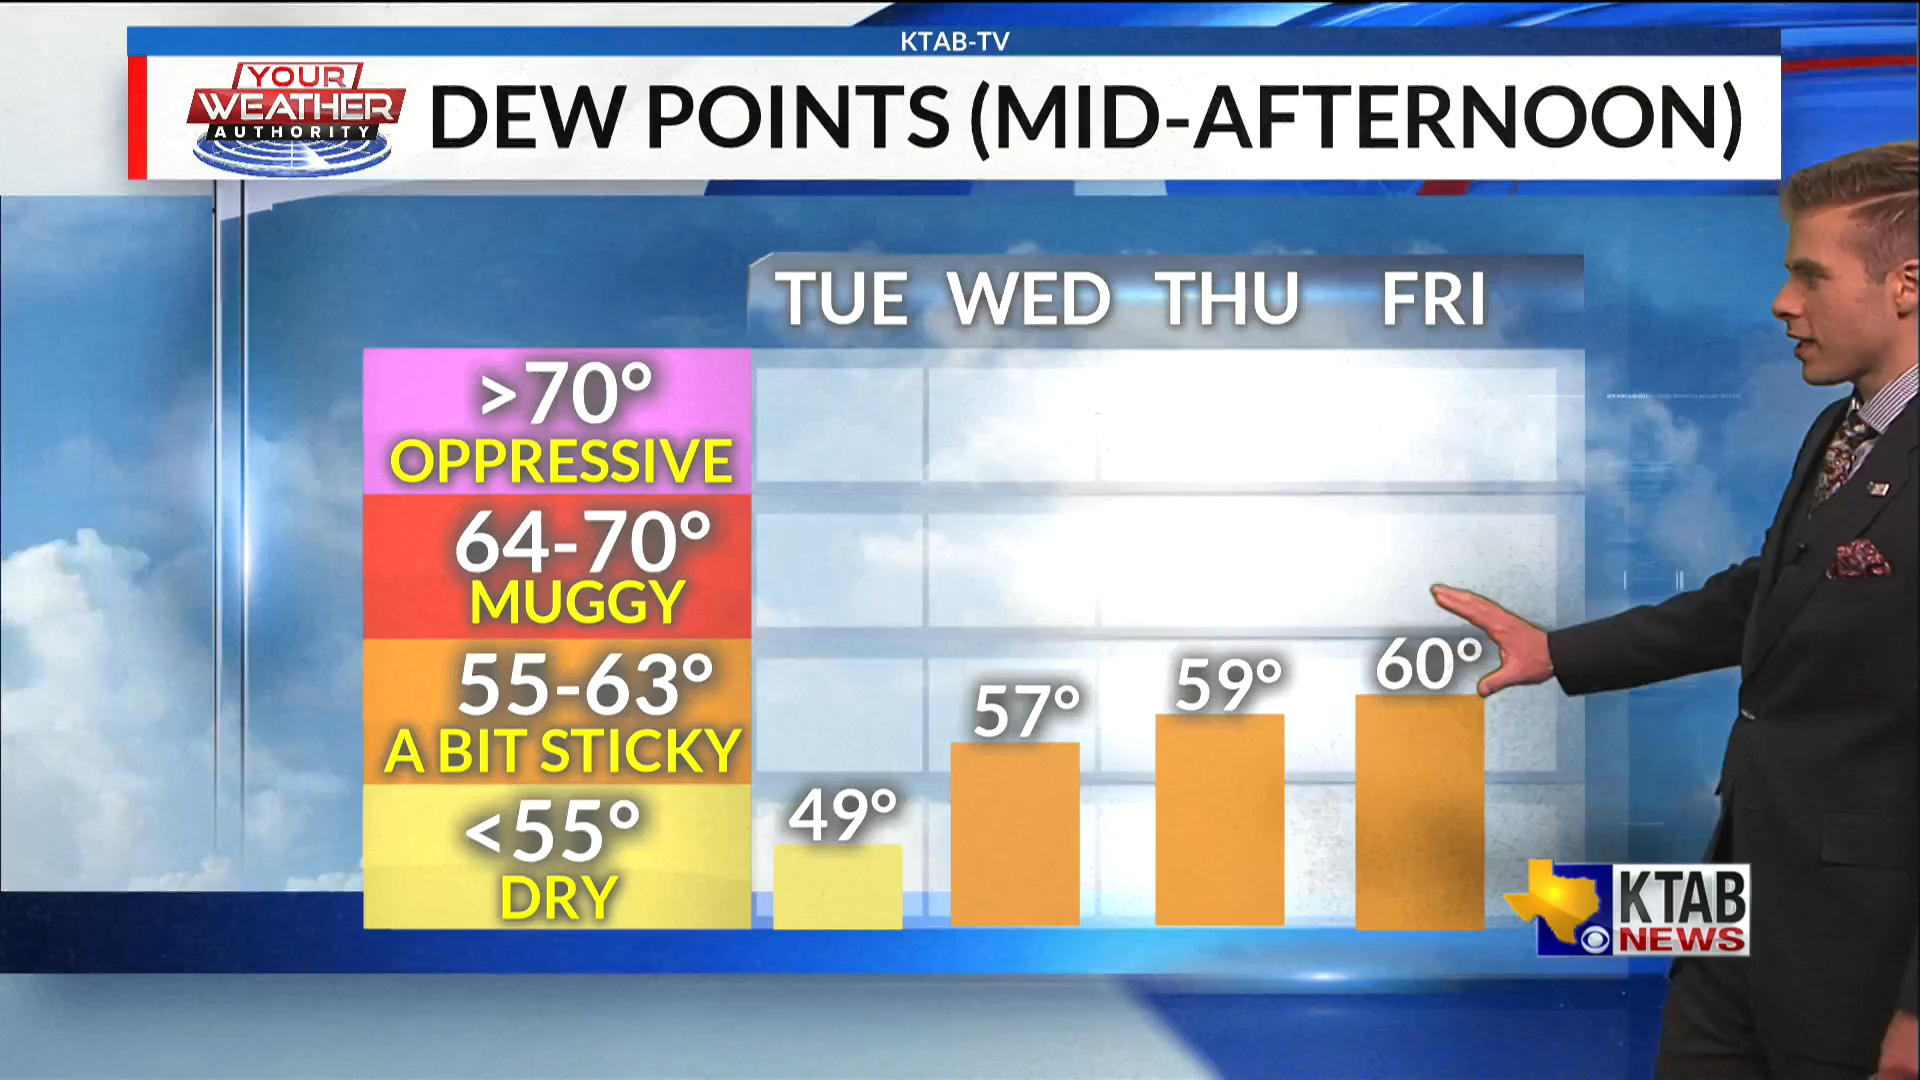 KTAB-TV
YOUR
WEATHER
AUTHORITY
DEW POINTS (MID-AFTERNOON)
TUE WED THU FRI
>70°
OPPRESSIVE
64-70°
MUGGY
55-63°
A BIT STICKY
<55°
DRY
49° 57° 59° 60°
KTAB
NEWS